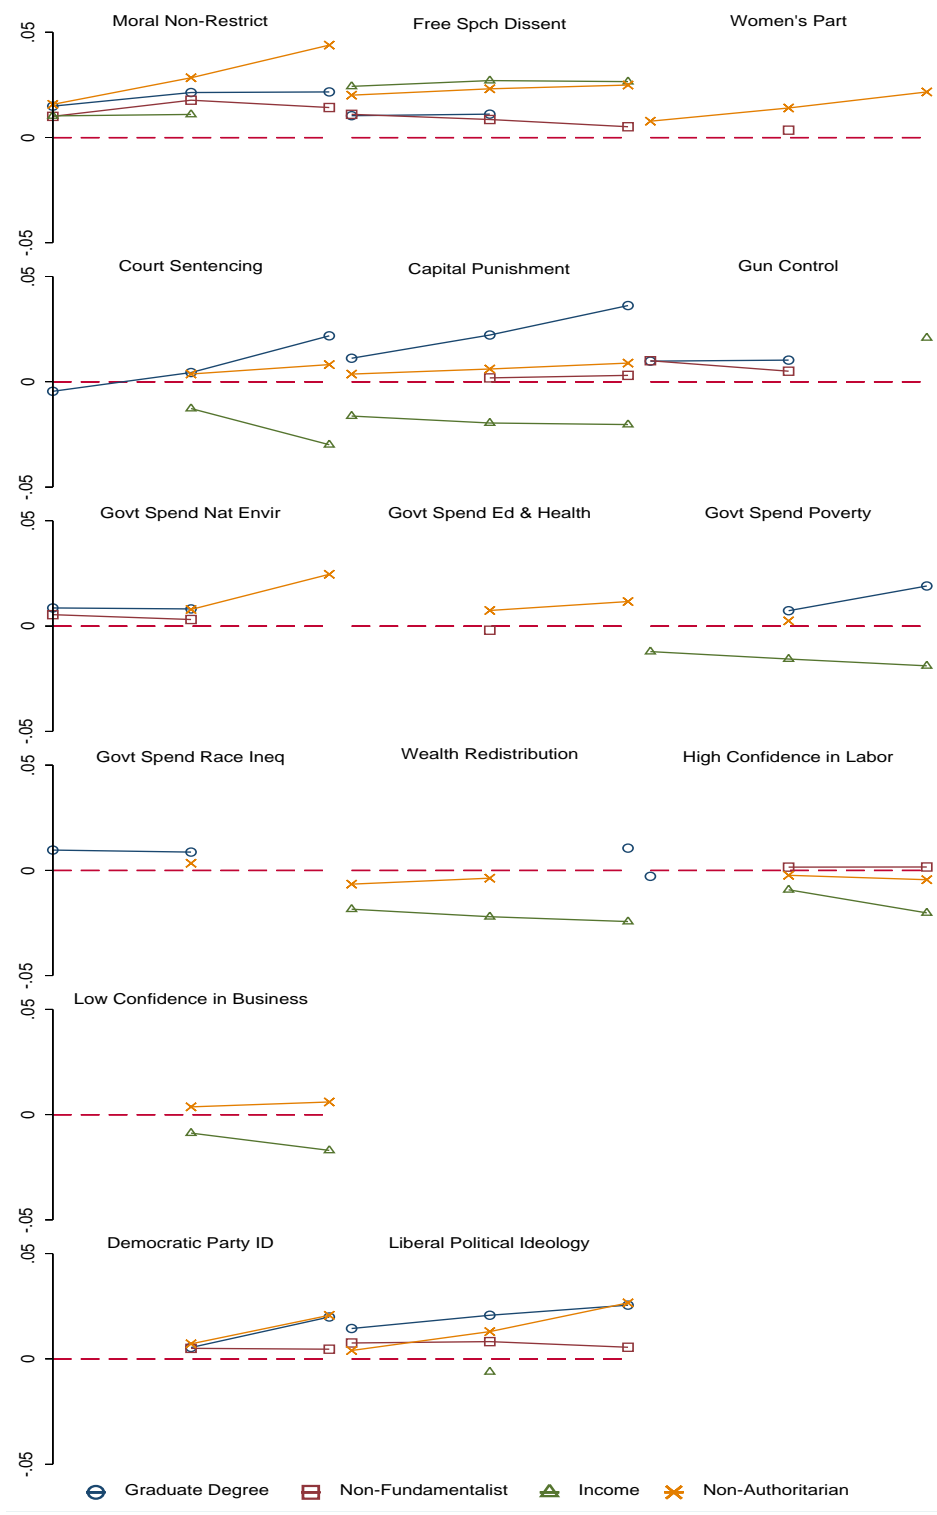 Moral Non-Restrict Free Spch Dissent Women's Part
.05
0
-.05
Court Sentencing Capital Punishment Gun Control
.05
0
-.05
Govt Spend Nat Envir Govt Spend Ed & Health Govt Spend Poverty
.05
0
-.05
Govt Spend Race Ineq Wealth Redistribution High Confidence in Labor
.05
0
-.05
Low Confidence in Business
.05
0
-.05
Democratic Party ID Liberal Political Ideology
.05
0
-.05
Graduate Degree Non-Fundamentalist Income Non-Authoritarian